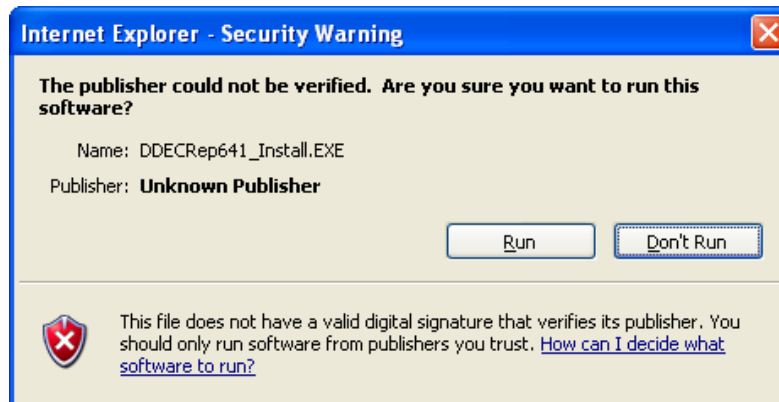 Internet Explorer - Security Warning
The publisher could not be verified.  Are you sure you want to run this
software?
Name: DDECRep641_Install.EXE
Publisher: Unknown Publisher
Run Don't Run
This file does not have a valid digital signature that verifies its publisher. You
should only run software from publishers you trust. How can I decide what
software to run?